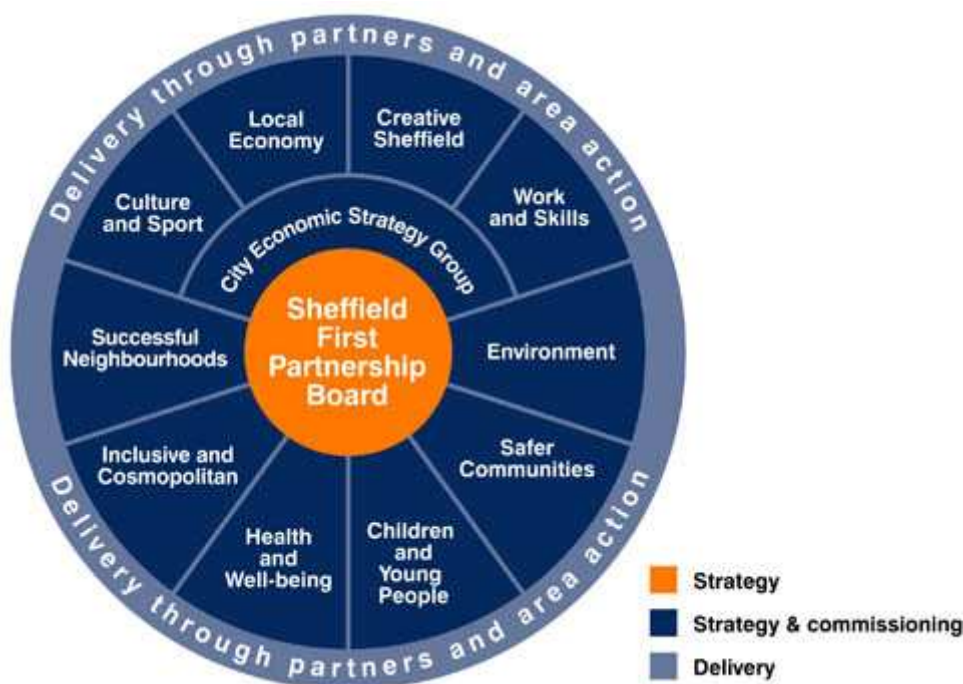 Delivery through partners and area action
Local
Economy
Creative
Sheffield
Culture
and Sport
Work
and Skills
City Economic Strategy Group
Sheffield
First
Partnership
Board
Successful
Neighbourhoods
Environment
Inclusive and
Cosmopolitan
Safer
Communities
Health
and
Well-being
Children
and
Young
People
Delivery through partners and area action
Strategy
Strategy & commissioning
Delivery